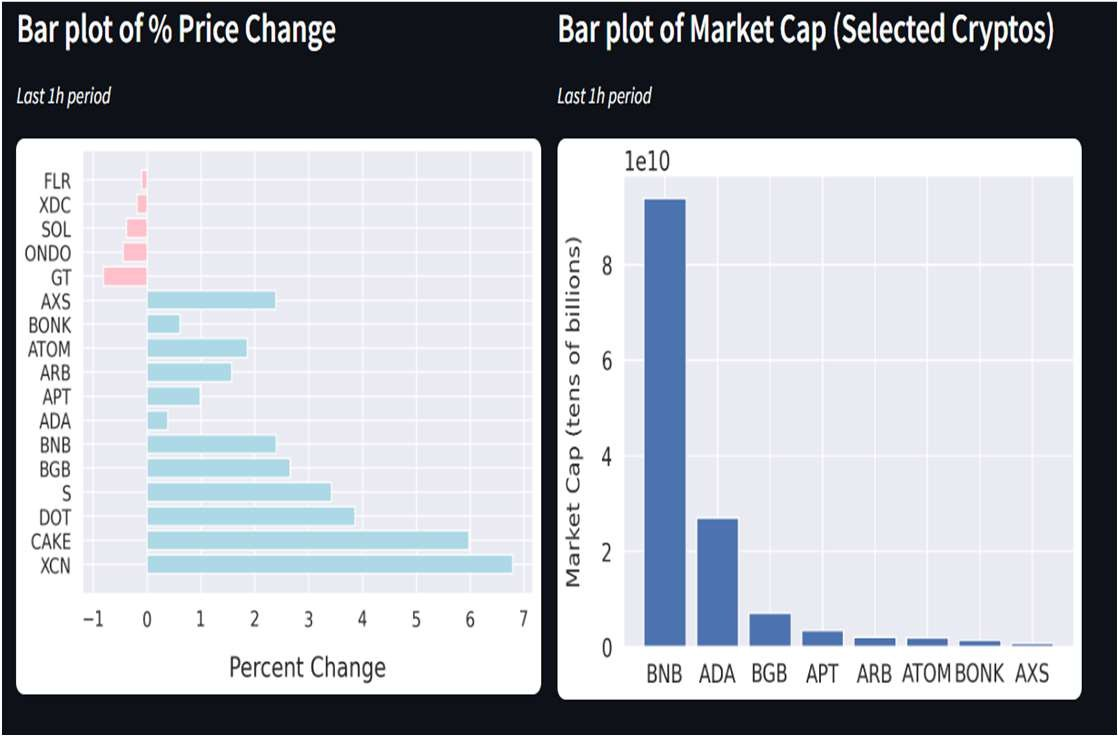 Bar plot of % Price Change
Last 1h period
FLR
XDC
SOL
ONDO
GT
AXS
BONK
ATOM
ARB
APT
ADA
BNB
BGB
S
DOT
CAKE
XCN
−1 0 1 2 3 4 5 6 7
Percent Change
Bar plot of Market Cap (Selected Cryptos)
Last 1h period
1e10
Market Cap (tens of billions)
8
6
4
2
0
BNB ADA BGB APT ARB ATOM BONK AXS